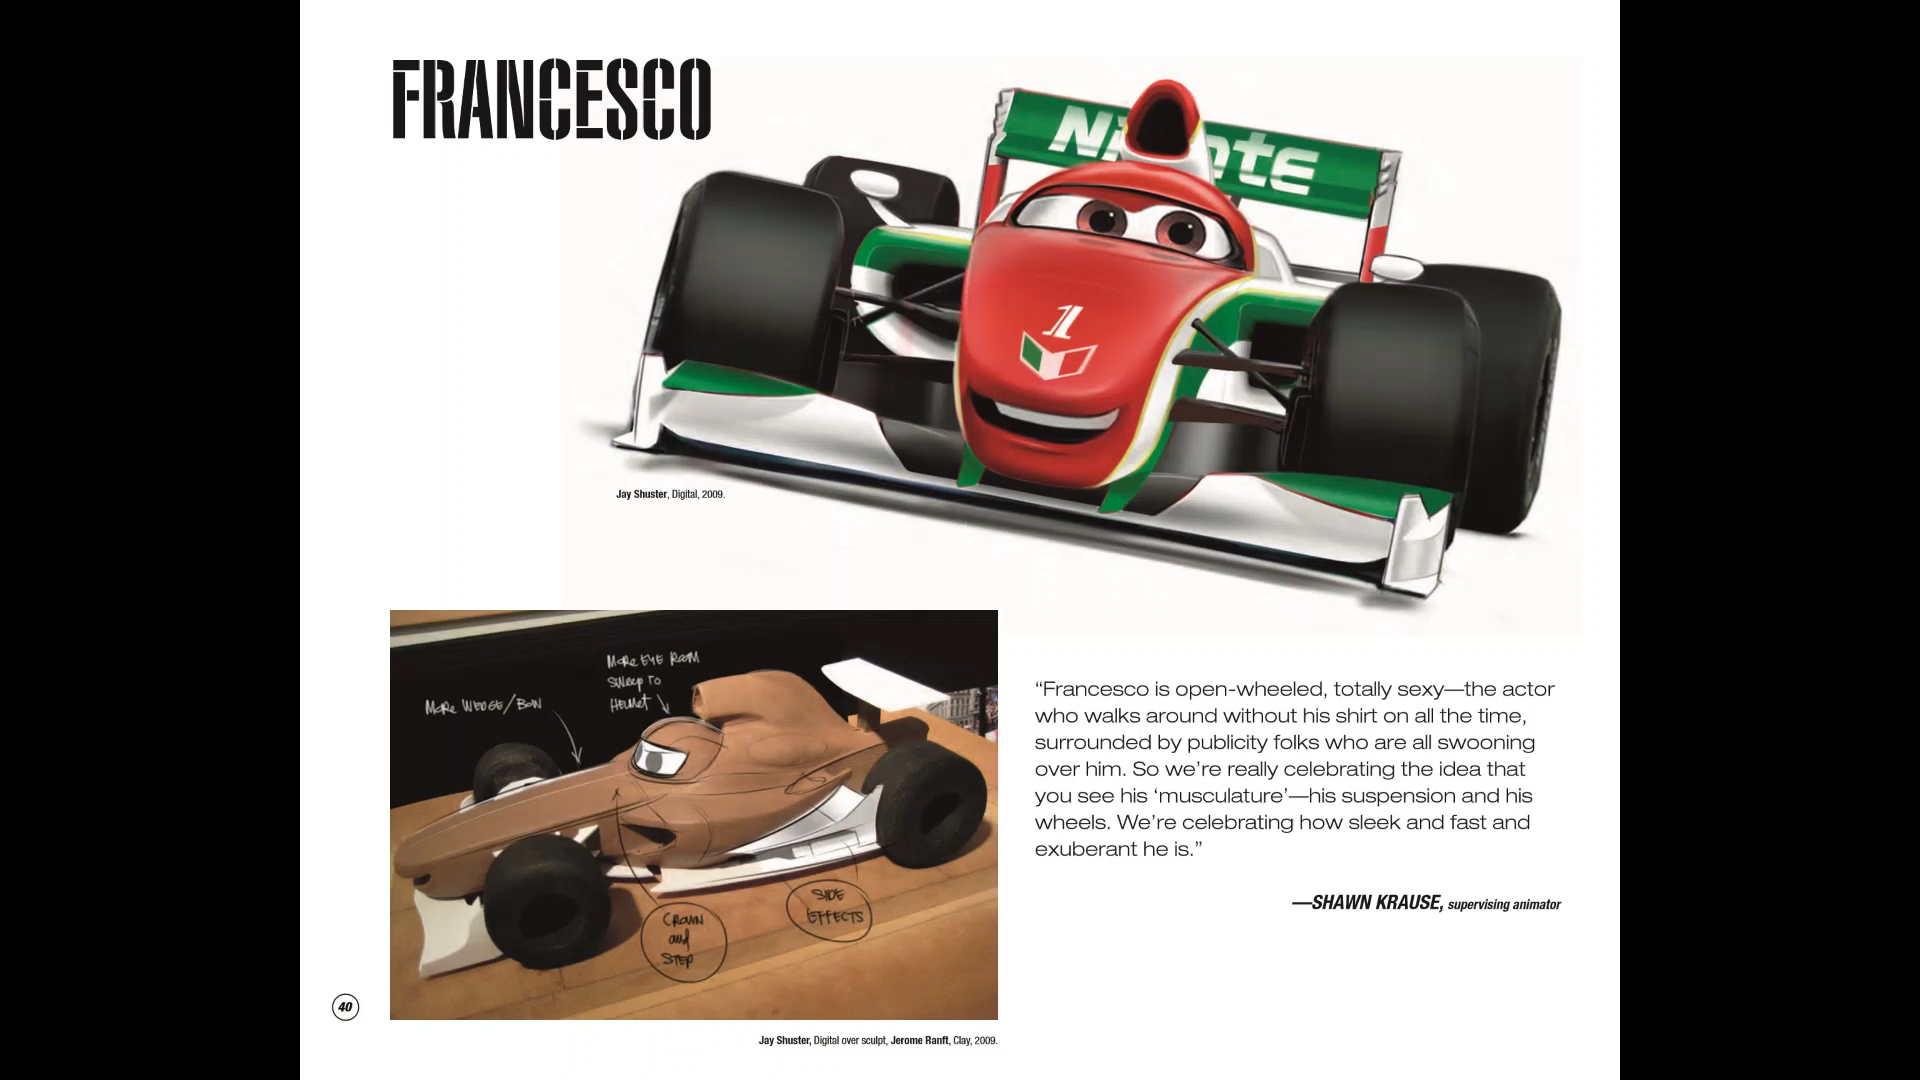 FRANCESCO
1
Jay Shuster, Digital, 2009.
MORE EYE ROOM
SWEEP TO
HELMET
MORE WEDGE/BOW
SIDE
EFFECTS
CROWN
and
STEP
“Francesco is open-wheeled, totally sexy—the actor
who walks around without his shirt on all the time,
surrounded by publicity folks who are all swooning
over him. So we’re really celebrating the idea that
you see his ‘musculature’—his suspension and his
wheels. We’re celebrating how sleek and fast and
exuberant he is.”
—SHAWN KRAUSE, supervising animator
40
Jay Shuster, Digital over sculpt, Jerome Ranft, Clay, 2009.